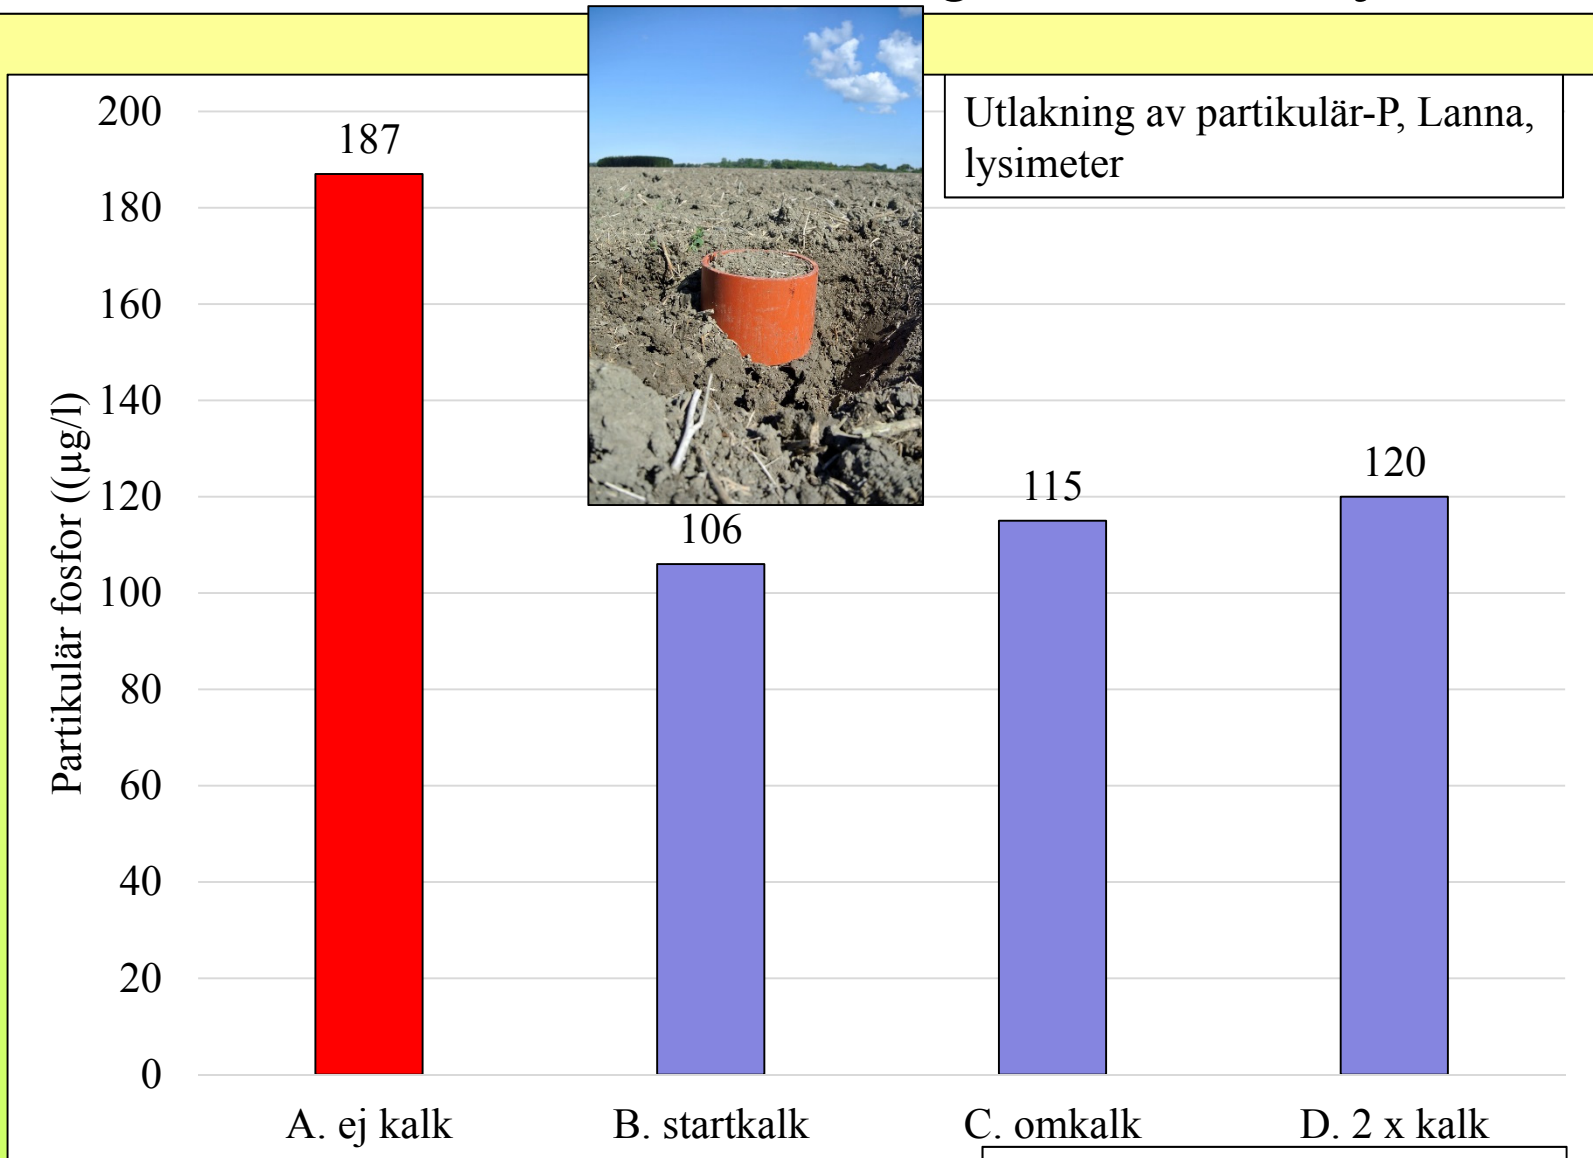 Utlakning av partikulär-P, Lanna,
lysimeter
Partikulär fosfor ((µg/l)
200
180
160
140
120
100
80
60
40
20
0
187
106
115
120
A. ej kalk
B. startkalk
C. omkalk
D. 2 x kalk